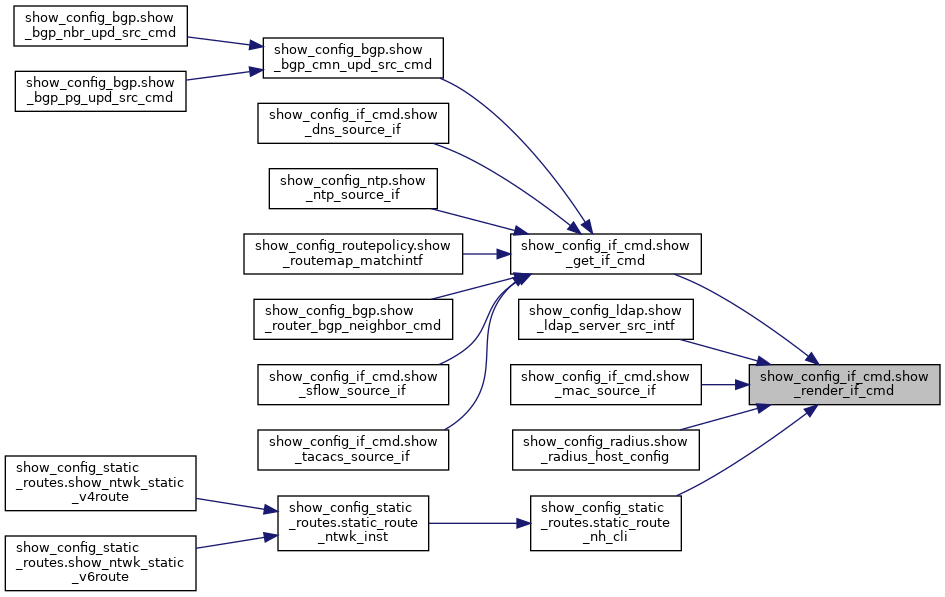 show_config_bgp.show
_bgp_nbr_upd_src_cmd
show_config_bgp.show
_bgp_pg_upd_src_cmd
show_config_bgp.show
_bgp_cmn_upd_src_cmd
show_config_if_cmd.show
_dns_source_if
show_config_ntp.show
_ntp_source_if
show_config_routepolicy.show
_routemap_matchintf
show_config_bgp.show
_router_bgp_neighbor_cmd
show_config_if_cmd.show
_sflow_source_if
show_config_if_cmd.show
_tacacs_source_if
show_config_if_cmd.show
_get_if_cmd
show_config_ldap.show
_ldap_server_src_intf
show_config_if_cmd.show
_mac_source_if
show_config_radius.show
_radius_host_config
show_config_if_cmd.show
_render_if_cmd
show_config_static
_routes.show_ntwk_static
_v4route
show_config_static
_routes.show_ntwk_static
_v6route
show_config_static
_routes.static_route
_ntwk_inst
show_config_static
_routes.static_route
_nh_cli